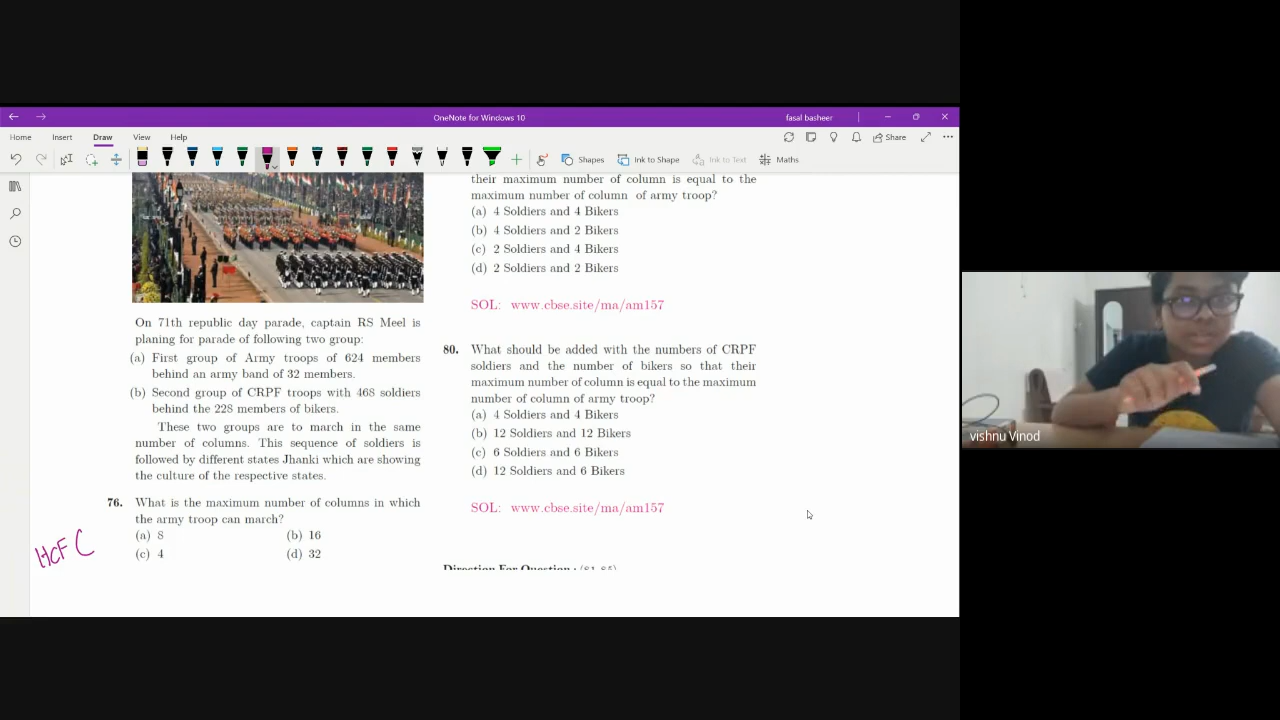 OneNote for Windows 10
fasal basheer
Home Insert Draw View Help
Share
Shapes
Ink to Shape
Ink to Text
Maths
On 71th republic day parade, captain RS Meel is
planing for parade of following two group:
(a) First group of Army troops of 624 members
behind an army band of 32 members.
(b) Second group of CRPF troops with 468 soldiers
behind the 228 members of bikers.
These two groups are to march in the same
number of columns. This sequence of soldiers is
followed by different states Jhanki which are showing
the culture of the respective states.
76. What is the maximum number of columns in which
the army troop can march?
(a) 8 (b) 16
(c) 4 (d) 32
HCF C
their maximum number of column is equal to the
maximum number of column of army troop?
(a) 4 Soldiers and 4 Bikers
(b) 4 Soldiers and 2 Bikers
(c) 2 Soldiers and 4 Bikers
(d) 2 Soldiers and 2 Bikers
SOL: www.cbse.site/ma/am157
80. What should be added with the numbers of CRPF
soldiers and the number of bikers so that their
maximum number of column is equal to the maximum
number of column of army troop?
(a) 4 Soldiers and 4 Bikers
(b) 12 Soldiers and 12 Bikers
(c) 6 Soldiers and 6 Bikers
(d) 12 Soldiers and 6 Bikers
SOL: www.cbse.site/ma/am157
Direction For Question : (81-85)
vishnu Vinod